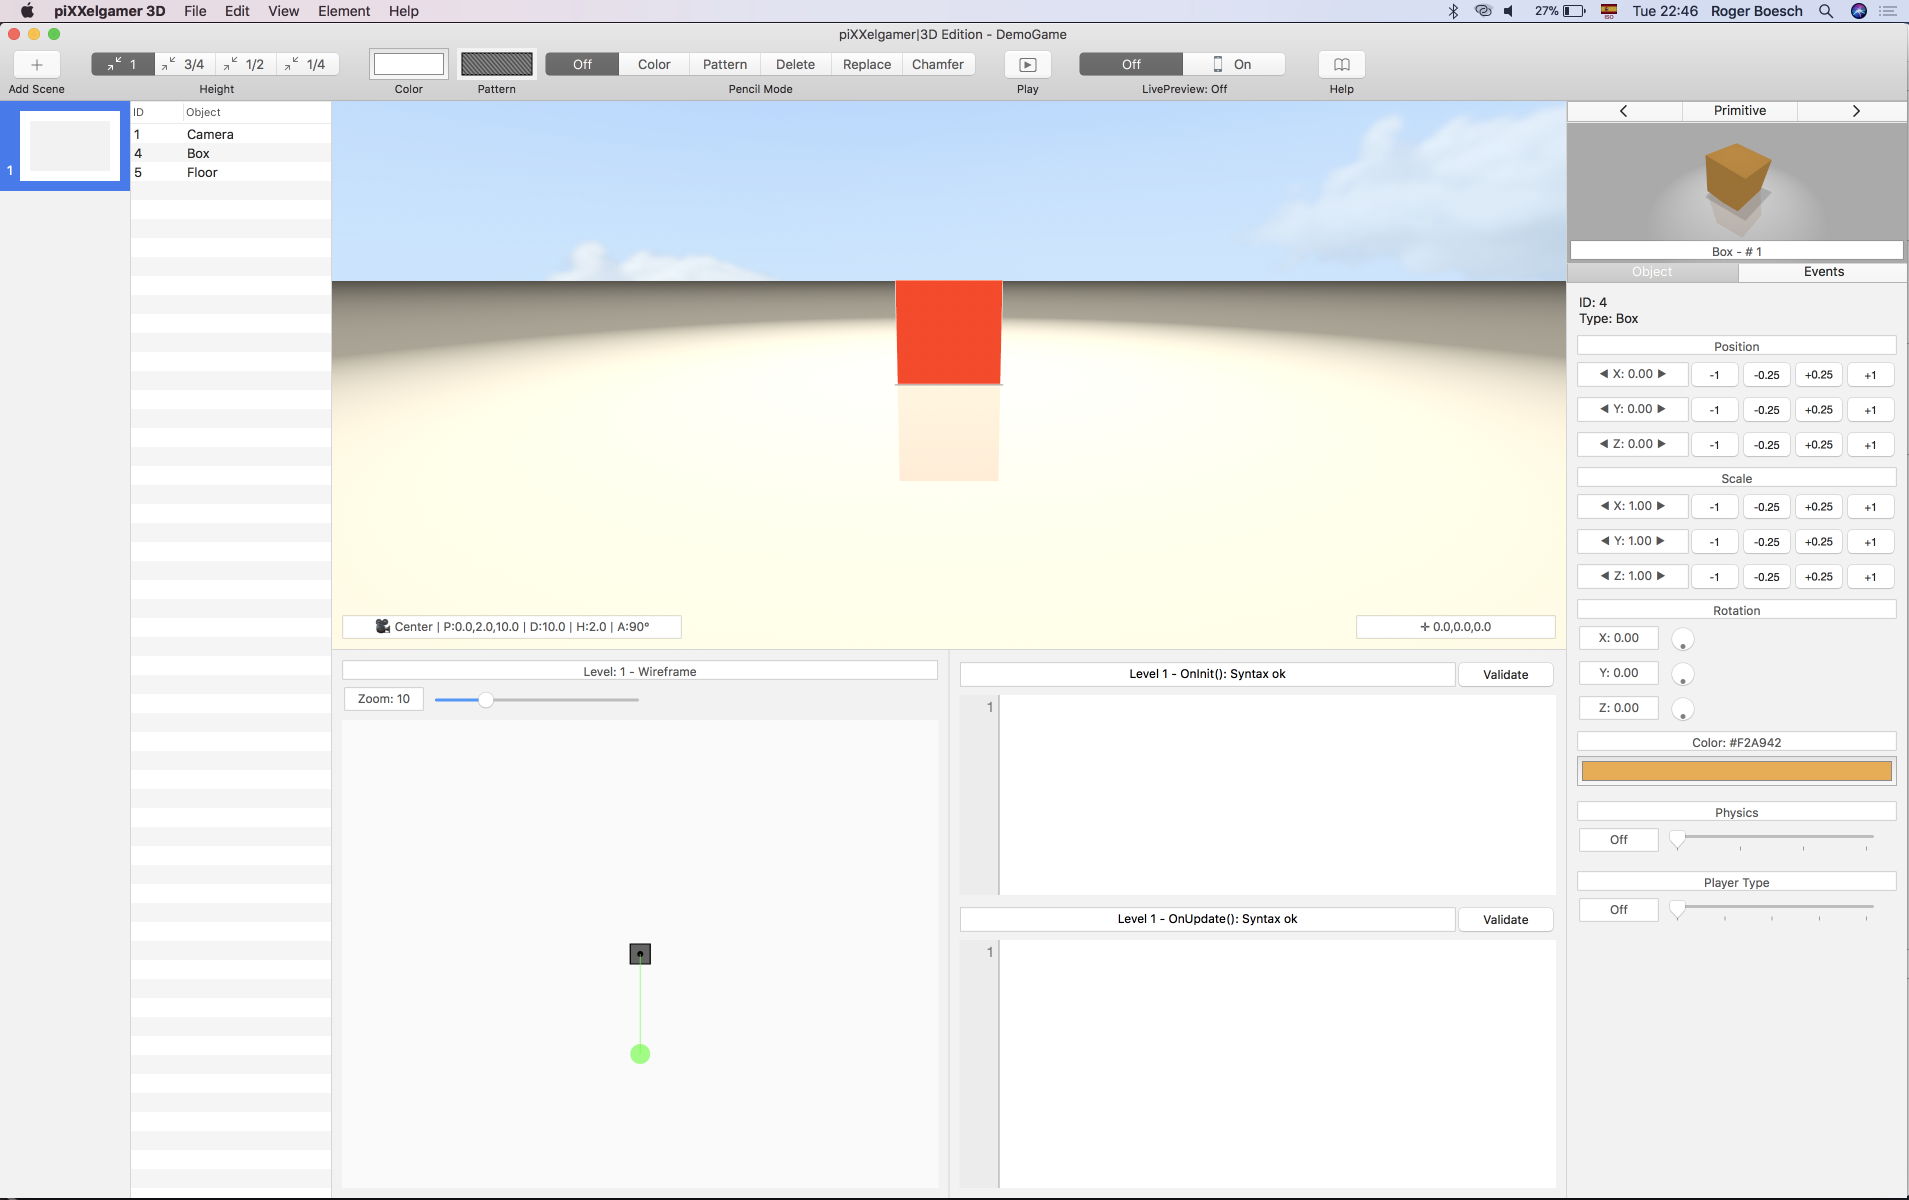 piXXelgamer 3D File Edit View Element Help 27% ISO Tue 22:46 Roger Boesch
piXXelgamer|3D Edition - DemoGame
1 3/4 1/2 1/4 Off Color Pattern Delete Replace Chamfer Off On
Add Scene Height Color Pattern Pencil Mode Play LivePreview: Off Help
1
ID Object
1 Camera
4 Box
5 Floor
Center | P:0.0,2.0,10.0 | D:10.0 | H:2.0 | A:90°
0.0,0.0,0.0
Level: 1 - Wireframe
Zoom: 10
Level 1 - OnInit(): Syntax ok Validate
1
Level 1 - OnUpdate(): Syntax ok Validate
1
Primitive
Box - # 1
Object Events
ID: 4
Type: Box
Position
X: 0.00 -1 -0.25 +0.25 +1
Y: 0.00 -1 -0.25 +0.25 +1
Z: 0.00 -1 -0.25 +0.25 +1
Scale
X: 1.00 -1 -0.25 +0.25 +1
Y: 1.00 -1 -0.25 +0.25 +1
Z: 1.00 -1 -0.25 +0.25 +1
Rotation
X: 0.00
Y: 0.00
Z: 0.00
Color: #F2A942
Physics
Off
Player Type
Off